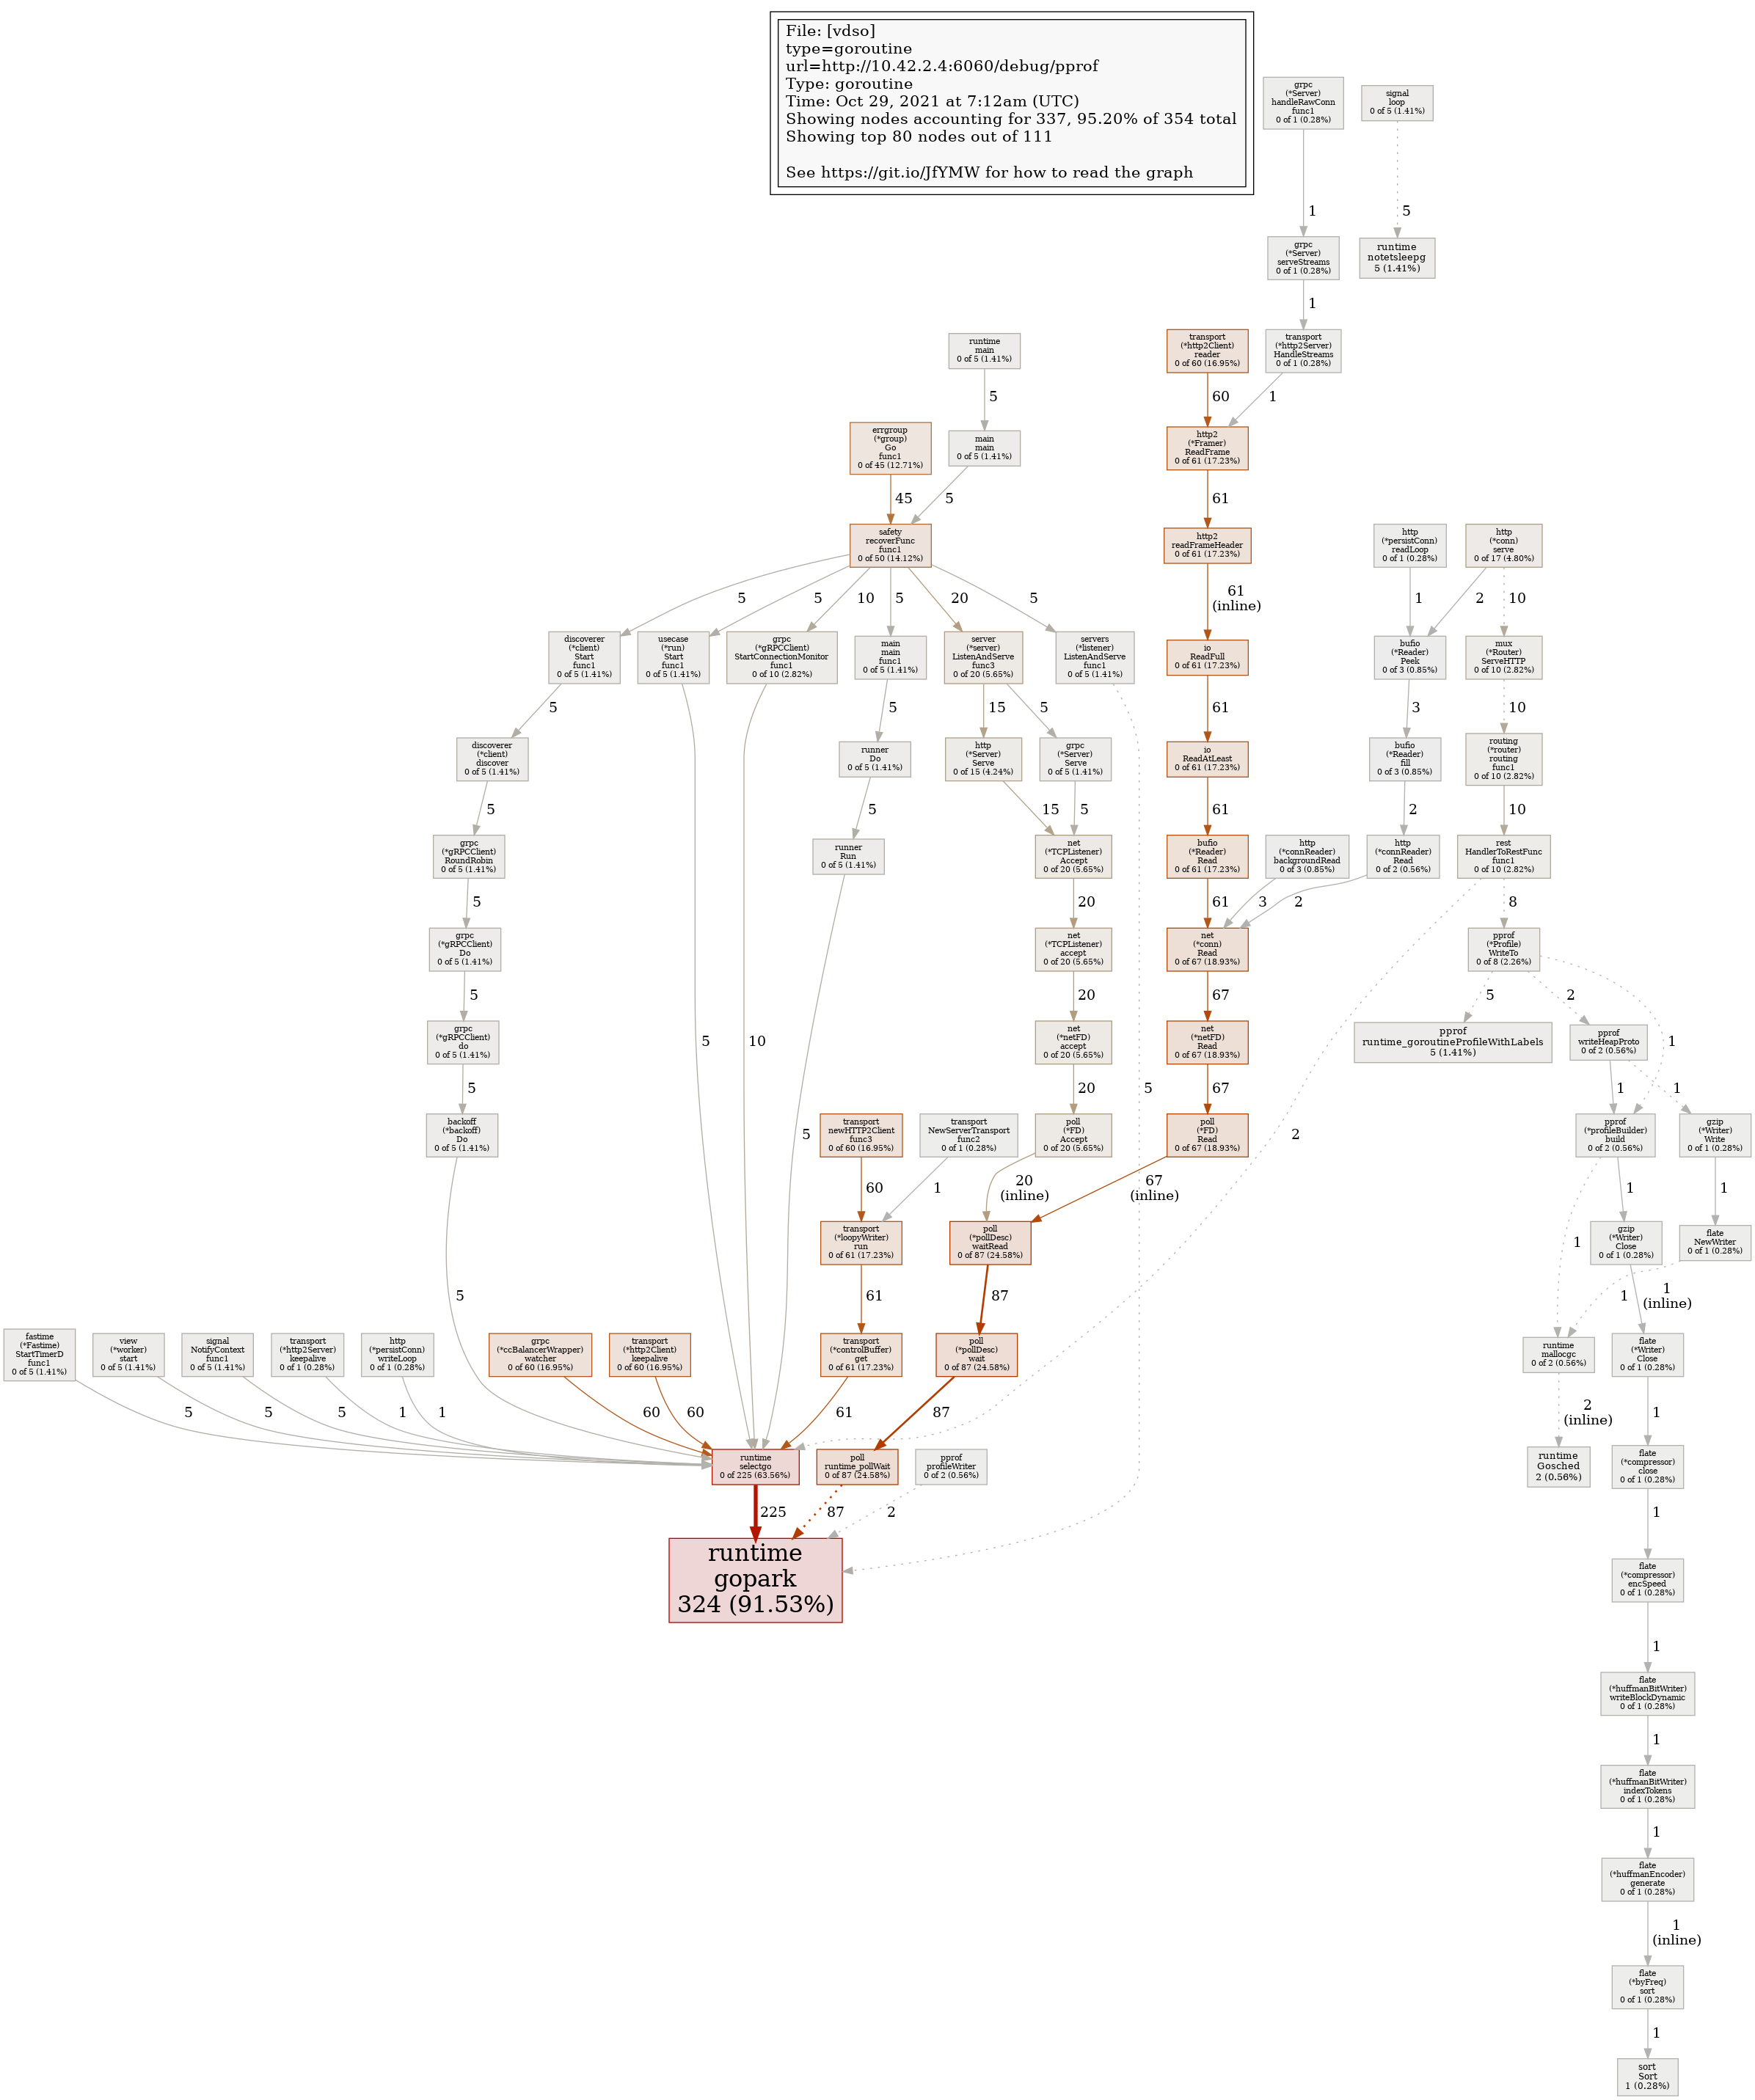 File: [vdso]
type=goroutine
url=http://10.42.2.4:6060/debug/pprof
Type: goroutine
Time: Oct 29, 2021 at 7:12am (UTC)
Showing nodes accounting for 337, 95.20% of 354 total
Showing top 80 nodes out of 111
See https://git.io/JfYMW for how to read the graph
grpc
(*Server)
handleRawConn
func1
0 of 1 (0.28%)
signal
loop
0 of 5 (1.41%)
1
5
grpc
(*Server)
serveStreams
0 of 1 (0.28%)
runtime
notetsleepg
5 (1.41%)
1
runtime
main
0 of 5 (1.41%)
transport
(*http2Client)
reader
0 of 60 (16.95%)
transport
(*http2Server)
HandleStreams
0 of 1 (0.28%)
5
60
1
errgroup
(*group)
Go
func1
0 of 45 (12.71%)
main
main
0 of 5 (1.41%)
http2
(*Framer)
ReadFrame
0 of 61 (17.23%)
45
5
61
safety
recoverFunc
func1
0 of 50 (14.12%)
http2
readFrameHeader
0 of 61 (17.23%)
http
(*persistConn)
readLoop
0 of 1 (0.28%)
http
(*conn)
serve
0 of 17 (4.80%)
5
5
10
5
20
5
61
(inline)
1
2
10
discoverer
(*client)
Start
func1
0 of 5 (1.41%)
usecase
(*run)
Start
func1
0 of 5 (1.41%)
grpc
(*gRPCClient)
StartConnectionMonitor
func1
0 of 10 (2.82%)
main
main
func1
0 of 5 (1.41%)
server
(*server)
ListenAndServe
func3
0 of 20 (5.65%)
servers
(*listener)
ListenAndServe
func1
0 of 5 (1.41%)
io
ReadFull
0 of 61 (17.23%)
bufio
(*Reader)
Peek
0 of 3 (0.85%)
mux
(*Router)
ServeHTTP
0 of 10 (2.82%)
5
5
15
5
61
3
10
discoverer
(*client)
discover
0 of 5 (1.41%)
runner
Do
0 of 5 (1.41%)
http
(*Server)
Serve
0 of 15 (4.24%)
grpc
(*Server)
Serve
0 of 5 (1.41%)
io
ReadAtLeast
0 of 61 (17.23%)
bufio
(*Reader)
fill
0 of 3 (0.85%)
routing
(*router)
routing
func1
0 of 10 (2.82%)
5
5
15
5
61
2
10
grpc
(*gRPCClient)
RoundRobin
0 of 5 (1.41%)
runner
Run
0 of 5 (1.41%)
net
(*TCPListener)
Accept
0 of 20 (5.65%)
bufio
(*Reader)
Read
0 of 61 (17.23%)
http
(*connReader)
backgroundRead
0 of 3 (0.85%)
http
(*connReader)
Read
0 of 2 (0.56%)
rest
HandlerToRestFunc
func1
0 of 10 (2.82%)
5
20
61
3
2
8
grpc
(*gRPCClient)
Do
0 of 5 (1.41%)
net
(*TCPListener)
accept
0 of 20 (5.65%)
net
(*conn)
Read
0 of 67 (18.93%)
pprof
(*Profile)
WriteTo
0 of 8 (2.26%)
5
20
67
5
2
grpc
(*gRPCClient)
do
0 of 5 (1.41%)
5
10
net
(*netFD)
accept
0 of 20 (5.65%)
net
(*netFD)
Read
0 of 67 (18.93%)
pprof
runtime_goroutineProfileWithLabels
5 (1.41%)
pprof
writeHeapProto
0 of 2 (0.56%)
1
5
20
5
67
1
1
backoff
(*backoff)
Do
0 of 5 (1.41%)
5
transport
newHTTP2Client
func3
0 of 60 (16.95%)
transport
NewServerTransport
func2
0 of 1 (0.28%)
poll
(*FD)
Accept
0 of 20 (5.65%)
poll
(*FD)
Read
0 of 67 (18.93%)
2
pprof
(*profileBuilder)
build
0 of 2 (0.56%)
gzip
(*Writer)
Write
0 of 1 (0.28%)
60
1
20
(inline)
67
(inline)
1
1
transport
(*loopyWriter)
run
0 of 61 (17.23%)
poll
(*pollDesc)
waitRead
0 of 87 (24.58%)
1
gzip
(*Writer)
Close
0 of 1 (0.28%)
flate
NewWriter
0 of 1 (0.28%)
5
61
87
1
1
(inline)
fastime
(*Fastime)
StartTimerD
func1
0 of 5 (1.41%)
view
(*worker)
start
0 of 5 (1.41%)
signal
NotifyContext
func1
0 of 5 (1.41%)
transport
(*http2Server)
keepalive
0 of 1 (0.28%)
http
(*persistConn)
writeLoop
0 of 1 (0.28%)
grpc
(*ccBalancerWrapper)
watcher
0 of 60 (16.95%)
transport
(*http2Client)
keepalive
0 of 60 (16.95%)
transport
(*controlBuffer)
get
0 of 61 (17.23%)
poll
(*pollDesc)
wait
0 of 87 (24.58%)
runtime
mallocgc
0 of 2 (0.56%)
flate
(*Writer)
Close
0 of 1 (0.28%)
5
5
5
1
1
60
60
61
87
2
(inline)
1
runtime
selectgo
0 of 225 (63.56%)
poll
runtime_pollWait
0 of 87 (24.58%)
pprof
profileWriter
0 of 2 (0.56%)
runtime
Gosched
2 (0.56%)
flate
(*compressor)
close
0 of 1 (0.28%)
225
87
2
1
runtime
gopark
324 (91.53%)
flate
(*compressor)
encSpeed
0 of 1 (0.28%)
1
flate
(*huffmanBitWriter)
writeBlockDynamic
0 of 1 (0.28%)
1
flate
(*huffmanBitWriter)
indexTokens
0 of 1 (0.28%)
1
flate
(*huffmanEncoder)
generate
0 of 1 (0.28%)
1
(inline)
flate
(*byFreq)
sort
0 of 1 (0.28%)
1
sort
Sort
1 (0.28%)